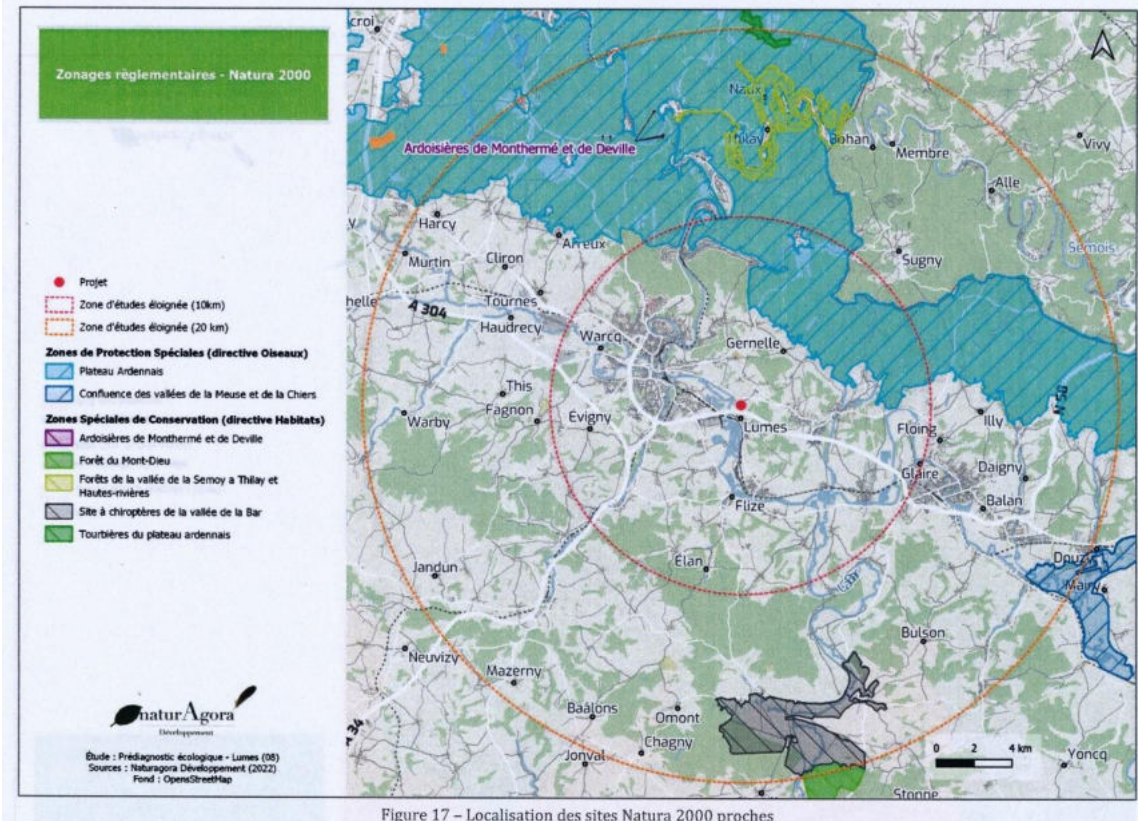 Zonages règlementaires - Natura 2000
Projet
Zone d'études éloignée (10km)
Zone d'études éloignée (20 km)
Zones de Protection Spéciales (directive Oiseaux)
Plateau Ardennais
Confluence des vallées de la Meuse et de la Chiers
Zones Spéciales de Conservation (directive Habitats)
Ardoisières de Monthermé et de Deville
Forêt du Mont-Dieu
Forêts de la vallée de la Semoy a Thilay et
Hautes-rivières
Site à chiroptères de la vallée de la Bar
Tourbières du plateau ardennais
naturAgora
Développement
Étude : Prédiagnostic écologique - Lumes (08)
Sources : Naturagora Développement (2022)
Fond : OpensStreetMap
croi
Naux
Ardoisières de Monthermé et de Deville
Thilay
Bohan
Membre
Vivy
Alle
Harcy
Semois
Arreux
Sugny
Murtin
Cliron
helle
Tournes
A 304
Haudrecy
Warcq
Gernelle
N 58
This
Fagnon
Warby
Évigny
Lumes
Illy
Floing
Glaire
Daigny
Balan
Flize
Élan
Douzy
Mairy
Jandun
Bulson
Neuvizy
Mazerny
Baâlons
Omont
Chagny
A 34
Jonval
0 2 4 km
Yoncq
Stonne
Figure 17 – Localisation des sites Natura 2000 proches